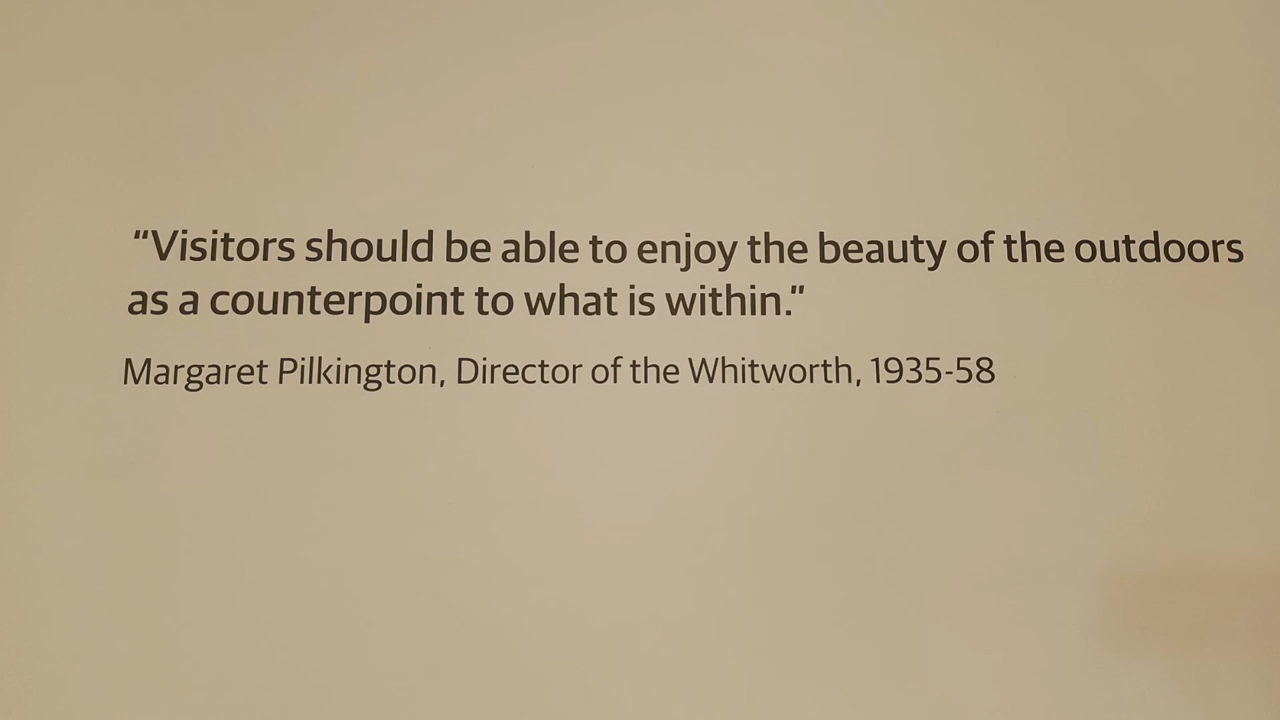 “Visitors should be able to enjoy the beauty of the outdoors
as a counterpoint to what is within.”
Margaret Pilkington, Director of the Whitworth, 1935-58